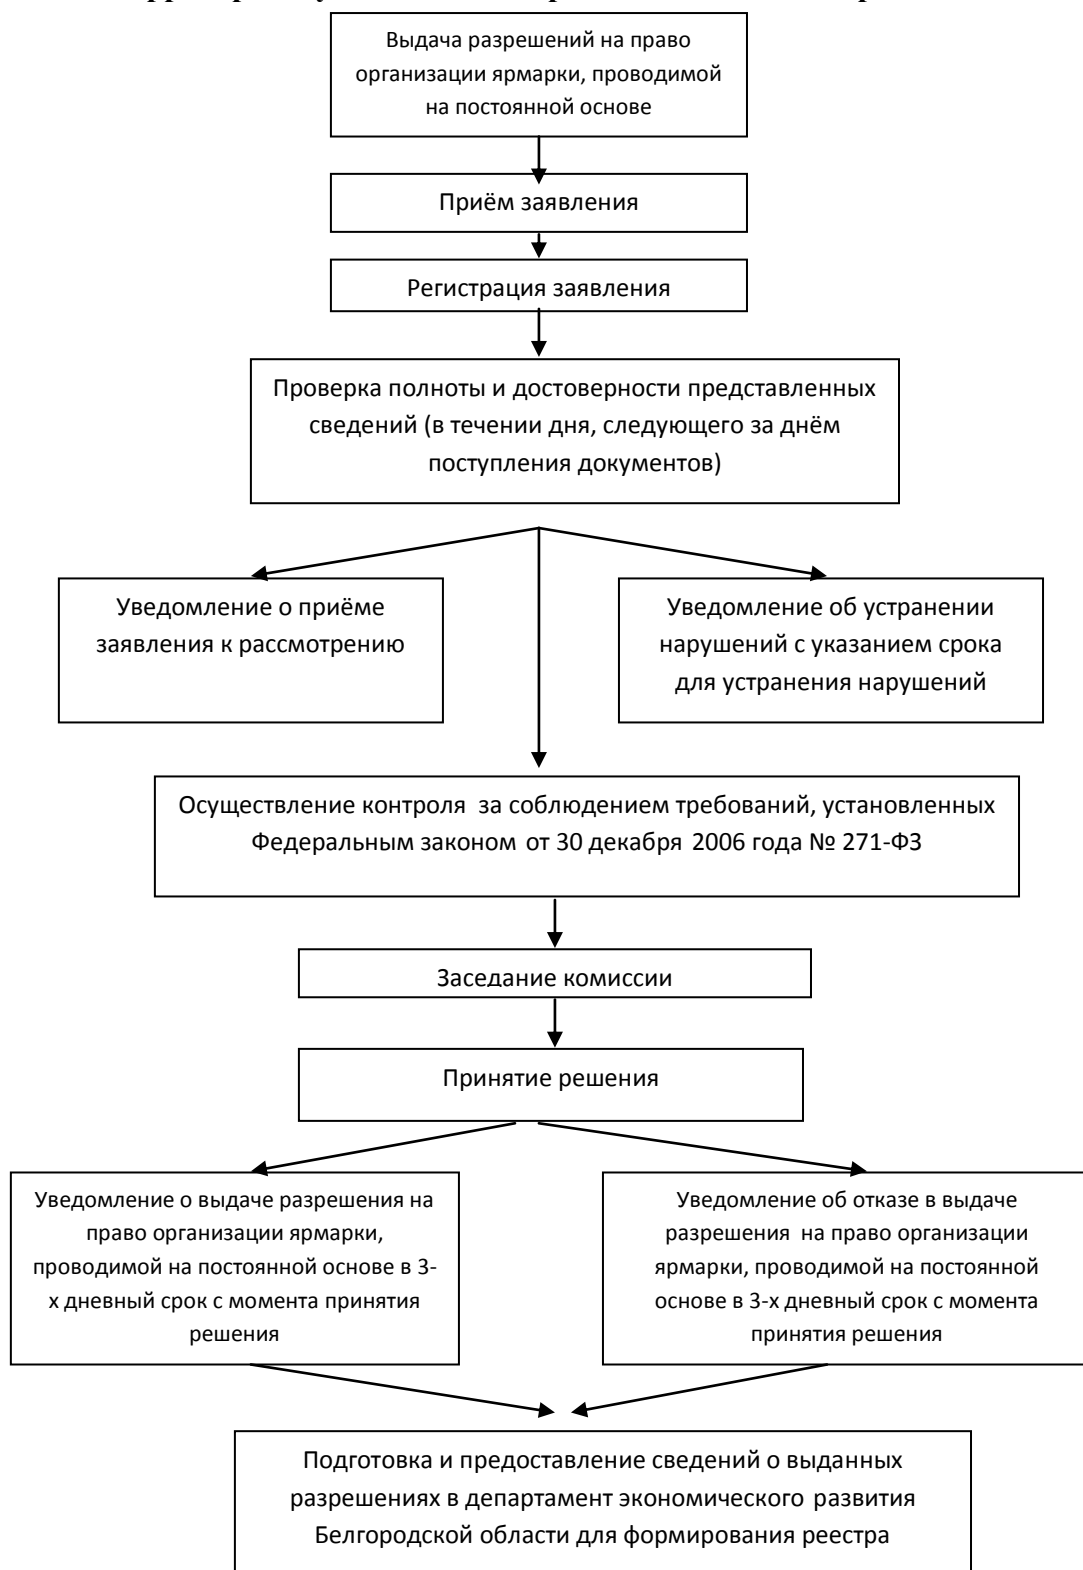 Выдача разрешений на право
организации ярмарки, проводимой
на постоянной основе
Приём заявления
Регистрация заявления
Проверка полноты и достоверности представленных
сведений (в течении дня, следующего за днём
поступления документов)
Уведомление о приёме
заявления к рассмотрению
Уведомление об устранении
нарушений с указанием срока
для устранения нарушений
Осуществление контроля за соблюдением требований, установленных
Федеральным законом от 30 декабря 2006 года № 271-ФЗ
Заседание комиссии
Принятие решения
Уведомление о выдаче разрешения на
право организации ярмарки,
проводимой на постоянной основе в 3-
х дневный срок с момента принятия
решения
Уведомление об отказе в выдаче
разрешения на право организации
ярмарки, проводимой на постоянной
основе в 3-х дневный срок с момента
принятия решения
Подготовка и предоставление сведений о выданных
разрешениях в департамент экономического развития
Белгородской области для формирования реестра